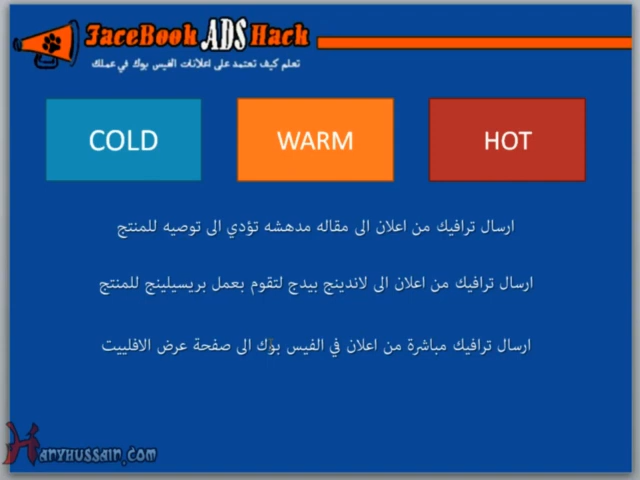 FaceBook ADS Hack
تعلم كيف تعتمد على اعلانات الفيس بوك في عملك
COLD
WARM
HOT
ارسال ترافيك من اعلان الى مقاله مدهشه تؤدي الى توصيه للمنتج
ارسال ترافيك من اعلان الى لاندينج بيدج لتقوم بعمل بريسيلينج للمنتج
ارسال ترافيك مباشرة من اعلان في الفيس بوك الى صفحة عرض الافلييت
HanyHussain.com